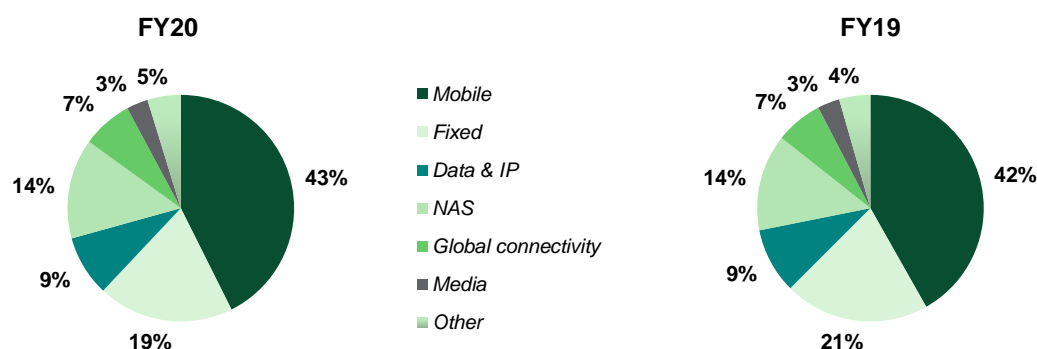 FY20
43%
19%
9%
14%
7%
3%
5%
Mobile
Fixed
Data & IP
NAS
Global connectivity
Media
Other
FY19
42%
21%
9%
14%
7%
3%
4%